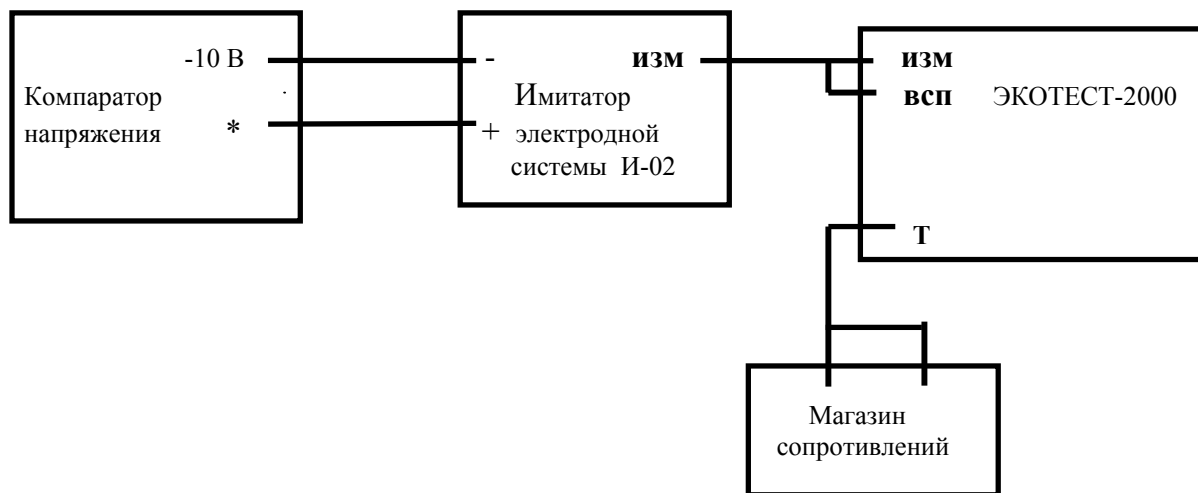 -10 В
Компаратор
напряжения
*
-
изм
Имитатор
+
электродной
системы И-02
изм
всп
ЭКОТЕСТ-2000
Т
Магазин
сопротивлений